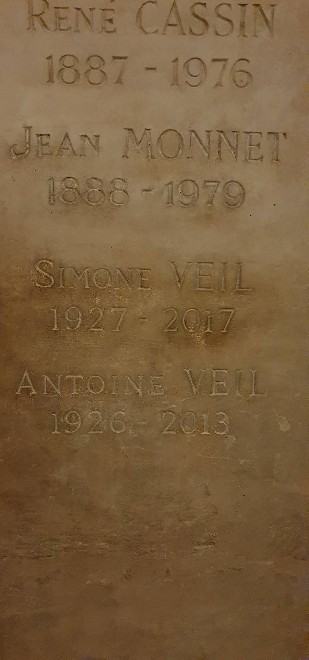 René CASSIN
1887 - 1976
Jean MONNET
1888 - 1979
Simone VEIL
1927 - 2017
Antoine VEIL
1926 - 2013